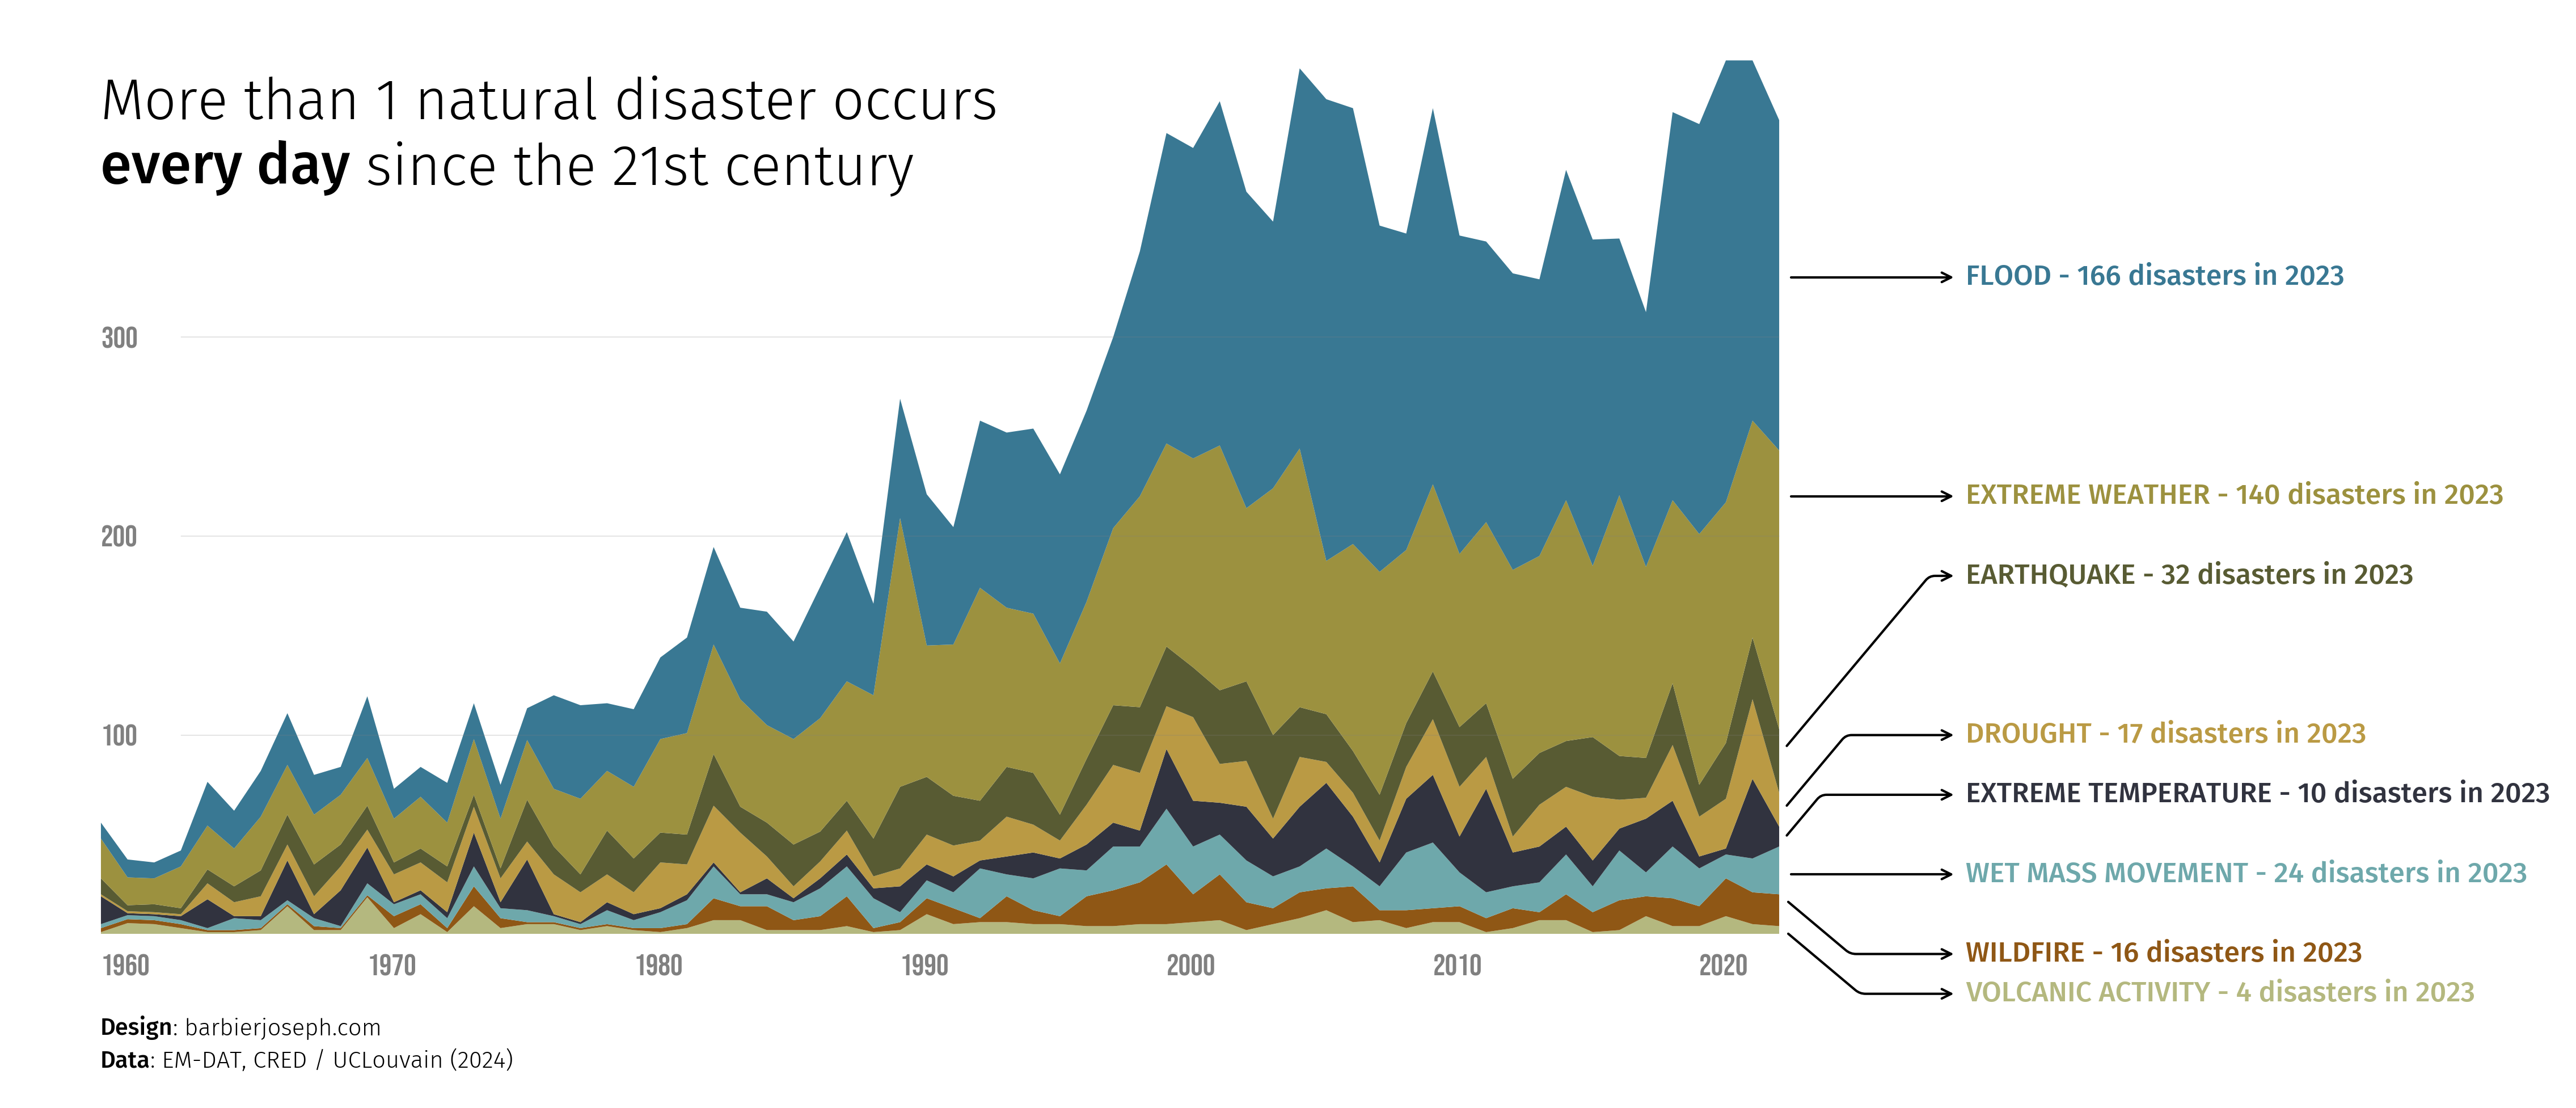 More than 1 natural disaster occurs
every day since the 21st century
300
200
100
1960 1970 1980 1990 2000 2010 2020
FLOOD - 166 disasters in 2023
EXTREME WEATHER - 140 disasters in 2023
EARTHQUAKE - 32 disasters in 2023
DROUGHT - 17 disasters in 2023
EXTREME TEMPERATURE - 10 disasters in 2023
WET MASS MOVEMENT - 24 disasters in 2023
WILDFIRE - 16 disasters in 2023
VOLCANIC ACTIVITY - 4 disasters in 2023
Design: barbierjoseph.com
Data: EM-DAT, CRED / UCLouvain (2024)